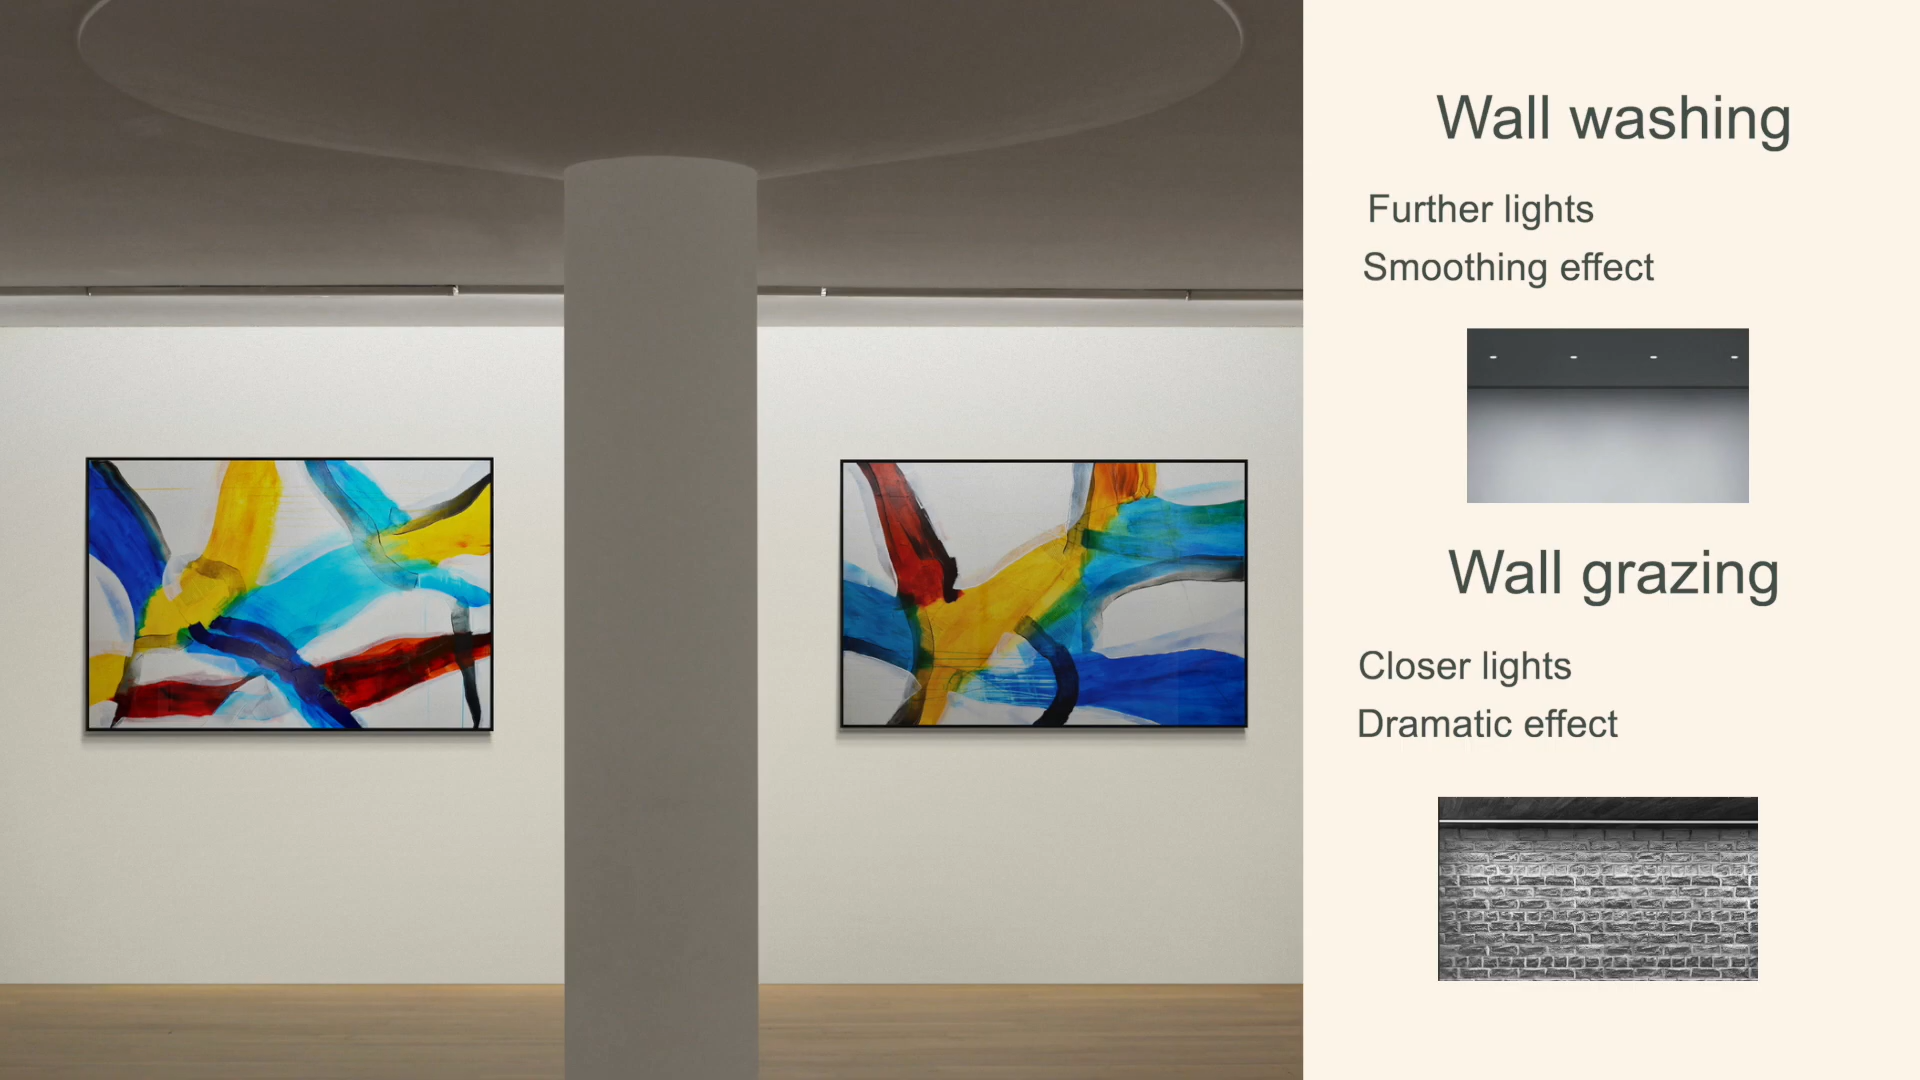 Wall washing
Further lights
Smoothing effect
Wall grazing
Closer lights
Dramatic effect